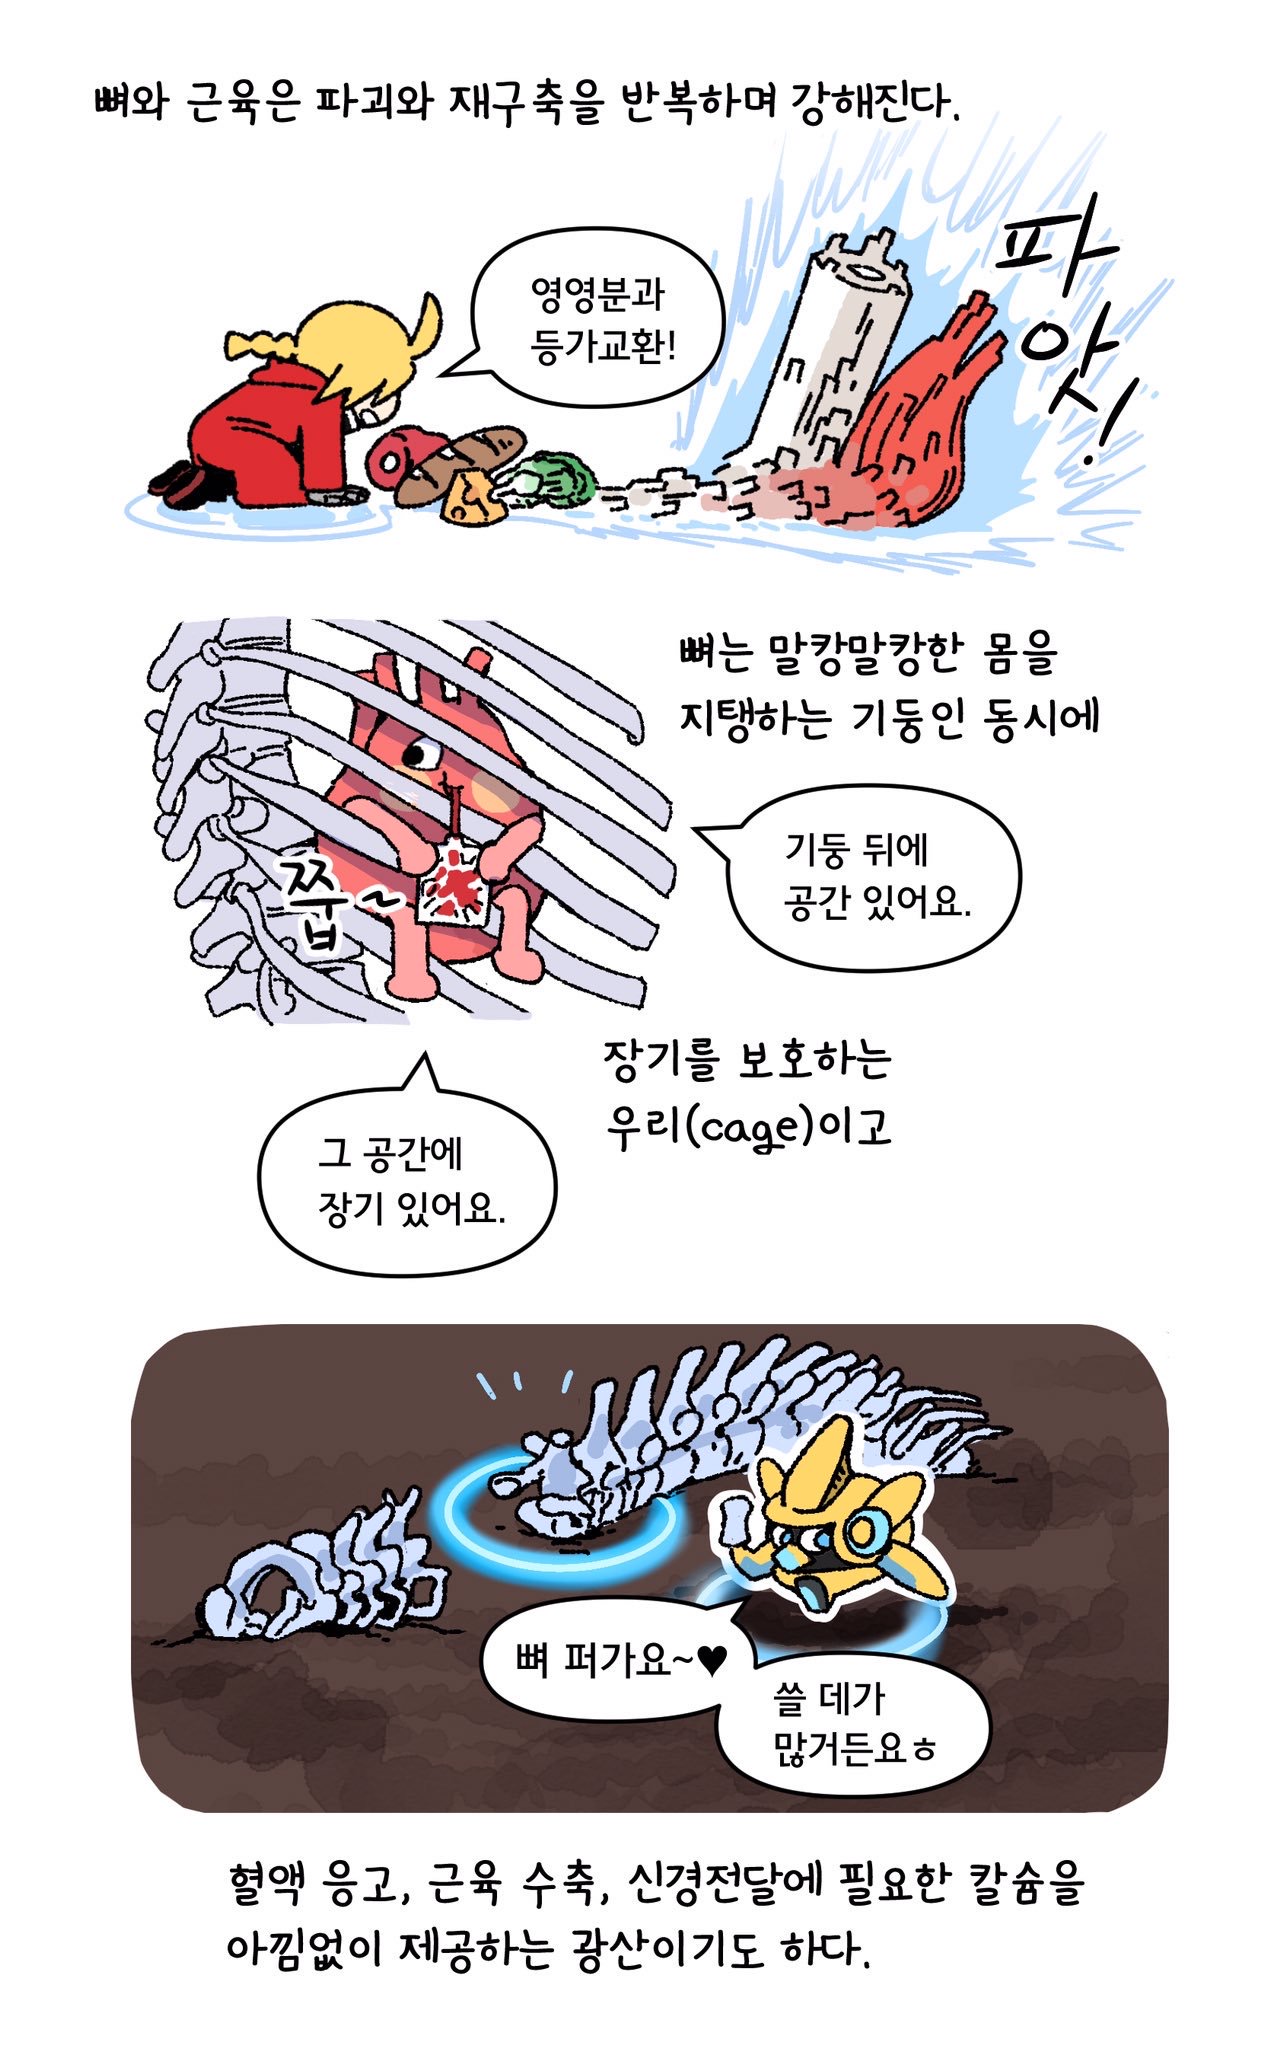 뼈와 근육은 파괴와 재구축을 반복하며 강해진다.
영영분과
등가교환!
파
앗!
뼈는 말캉말캉한 몸을
지탱하는 기둥인 동시에
기둥 뒤에
공간 있어요.
쭙~
장기를 보호하는
우리(cage)이고
그 공간에
장기 있어요.
뼈 퍼가요~♥
쓸 데가
많거든요ㅎ
혈액 응고, 근육 수축, 신경전달에 필요한 칼슘을
아낌없이 제공하는 광산이기도 하다.